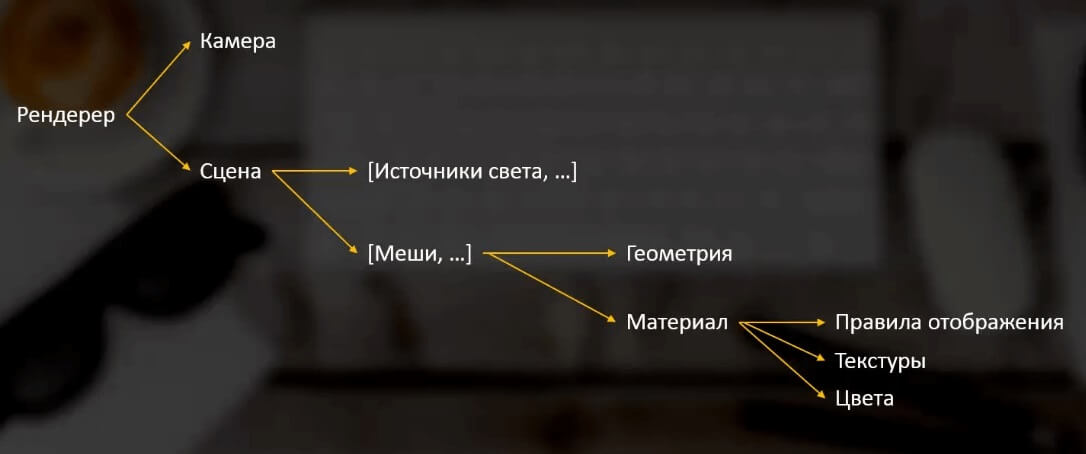 Камера
Рендерер
Сцена
[Источники света, ...]
[Меши, ...]
Геометрия
Материал
Правила отображения
Текстуры
Цвета